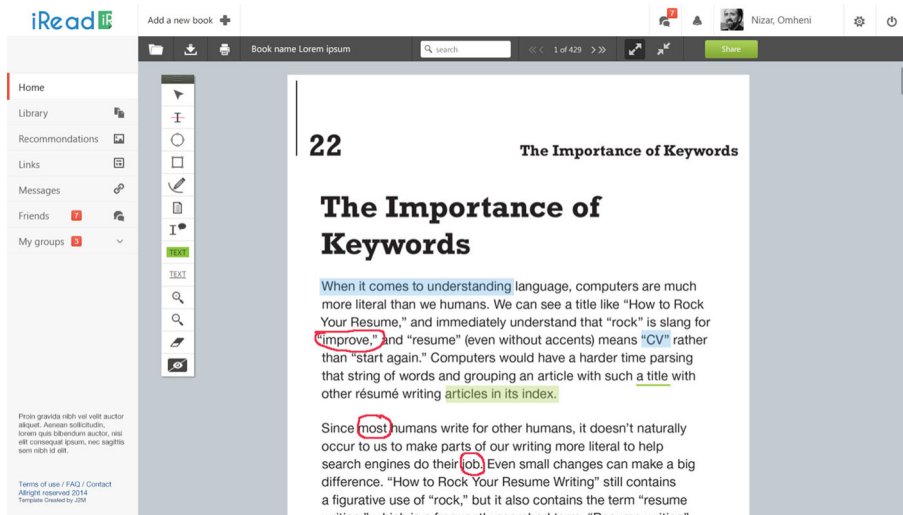 iRead iR
Add a new book
7
Nizar, Omheni
Book name Lorem ipsum
search
1 of 429
Share
Home
Library
Recommondations
Links
Messages
Friends 7
My groups 3
TEXT
TEXT
22
The Importance of Keywords
The Importance of
Keywords
When it comes to understanding language, computers are much
more literal than we humans. We can see a title like “How to Rock
Your Resume,” and immediately understand that “rock” is slang for
“improve,” and “resume” (even without accents) means “CV” rather
than “start again.” Computers would have a harder time parsing
that string of words and grouping an article with such a title with
other résumé writing articles in its index.
Since most humans write for other humans, it doesn’t naturally
occur to us to make parts of our writing more literal to help
search engines do their job. Even small changes can make a big
difference. “How to Rock Your Resume Writing” still contains
a figurative use of “rock,” but it also contains the term “resume
Proin gravida nibh vel velit auctor
aliquet. Aenean sollicitudin,
lorem quis bibendum auctor, nisi
elit consequat ipsum, nec sagittis
sem nibh id elit.
Terms of use / FAQ / Contact
Allright reserved 2014
Template Created by J2M